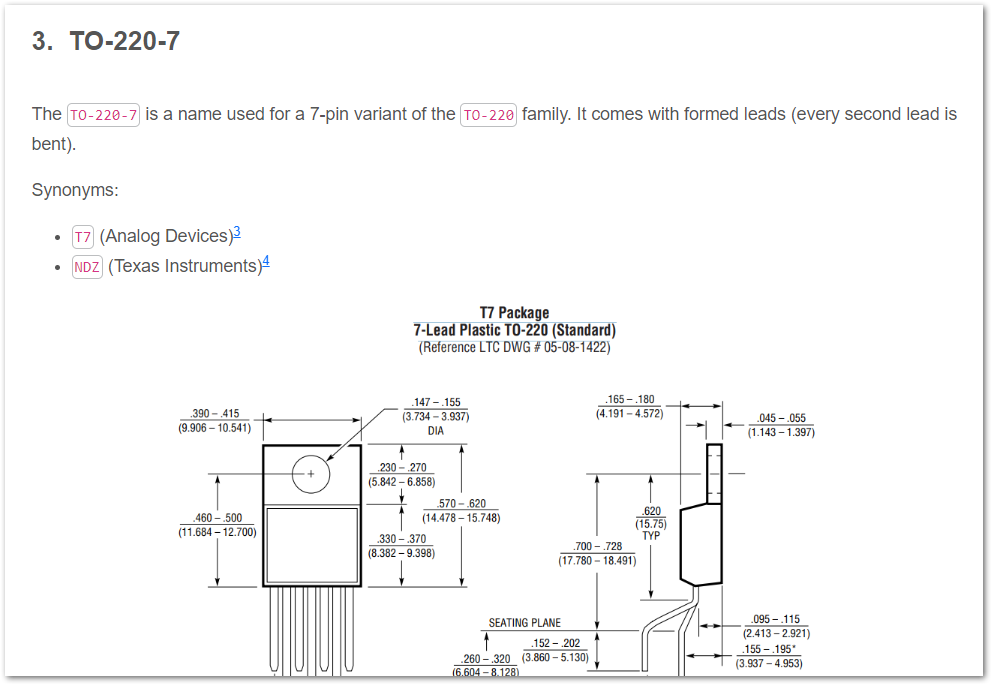 3. TO-220-7
The TO-220-7 is a name used for a 7-pin variant of the TO-220 family. It comes with formed leads (every second lead is
bent).
Synonyms:
• T7 (Analog Devices)3
• NDZ (Texas Instruments)4
T7 Package
7-Lead Plastic TO-220 (Standard)
(Reference LTC DWG # 05-08-1422)
.390 – .415
(9.906 – 10.541)
.147 – .155
(3.734 – 3.937)
DIA
.230 – .270
(5.842 – 6.858)
.570 – .620
(14.478 – 15.748)
.460 – .500
(11.684 – 12.700)
.330 – .370
(8.382 – 9.398)
SEATING PLANE
.260 – .320
(6.604 – 8.128)
.152 – .202
(3.860 – 5.130)
.165 – .180
(4.191 – 4.572)
.045 – .055
(1.143 – 1.397)
.620
(15.75)
TYP
.700 – .728
(17.780 – 18.491)
.095 – .115
(2.413 – 2.921)
.155 – .195*
(3.937 – 4.953)